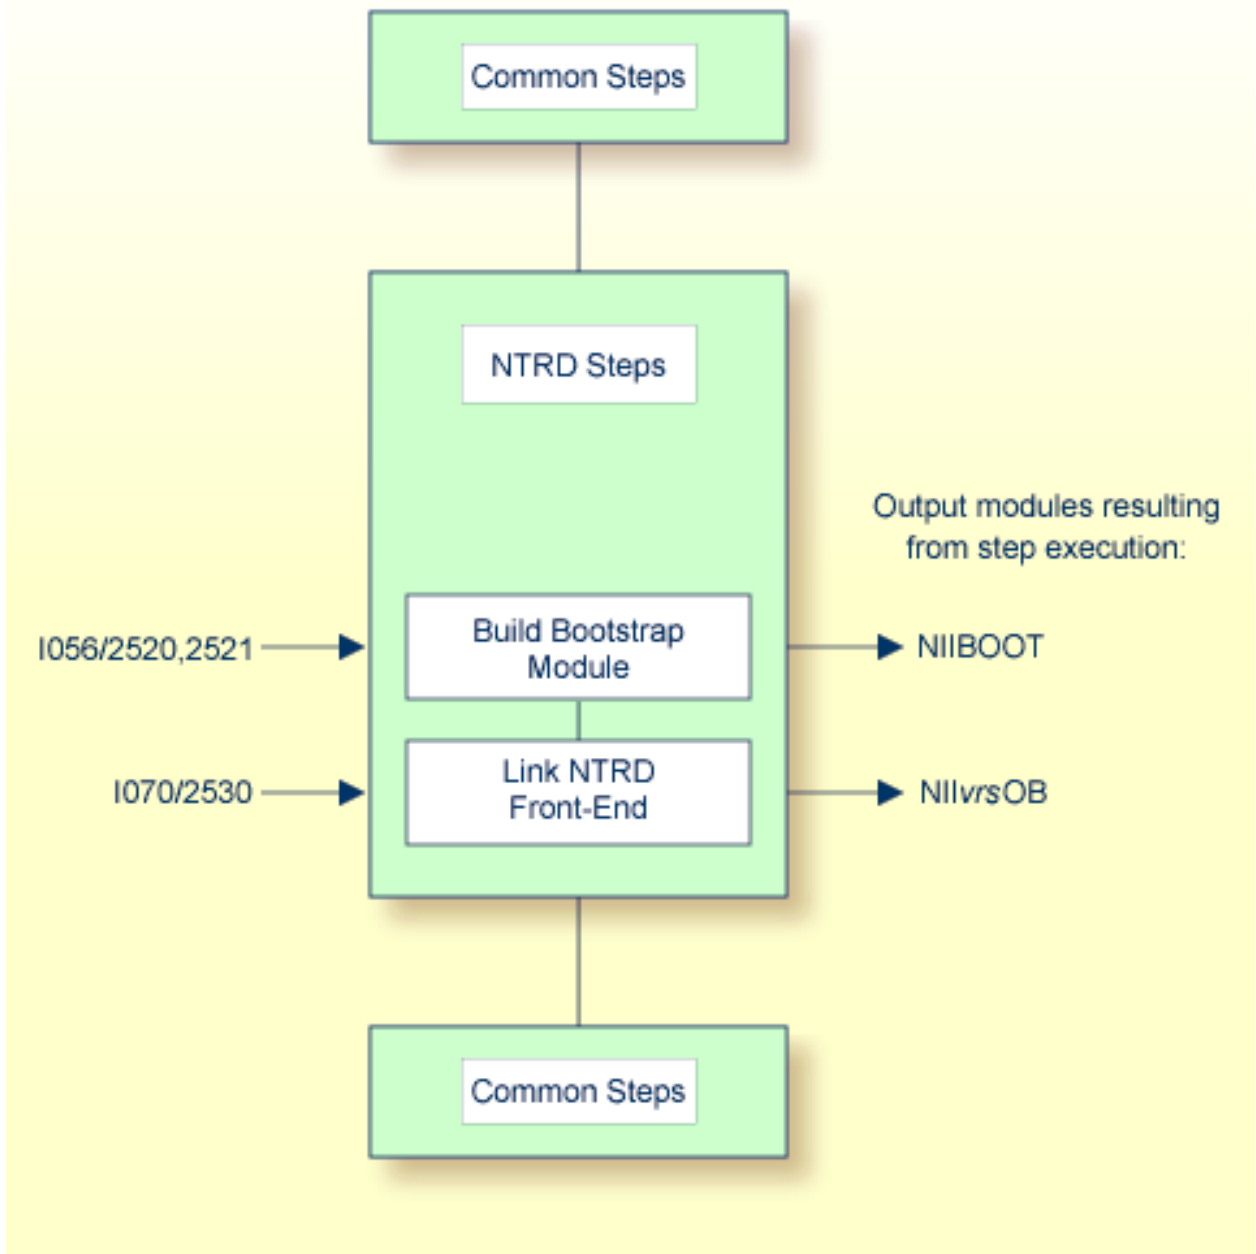 Common Steps
NTRD Steps
Output modules resulting
from step execution:
I056/2520,2521
Build Bootstrap
Module
NIIBOOT
I070/2530
Link NTRD
Front-End
NIIvrsOB
Common Steps